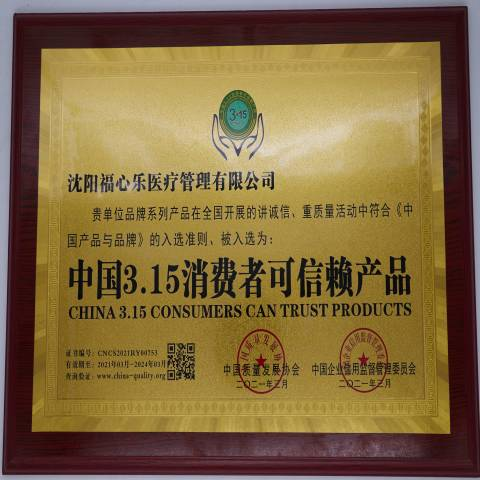 3·15
沈阳福心乐医疗管理有限公司
贵单位品牌系列产品在全国开展的讲诚信、重质量活动中符合《中
国产品与品牌》的入选准则、被入选为：
中国3.15消费者可信赖产品
CHINA 3.15 CONSUMERS CAN TRUST PRODUCTS
证书编号：CNCS2021RY00753
有效期至：2021年03月-2024年03月
查询验证：www.china-quality.org
中国质量发展协会
二〇二一年三月
中国企业信用监督管理委员会
二〇二一年三月